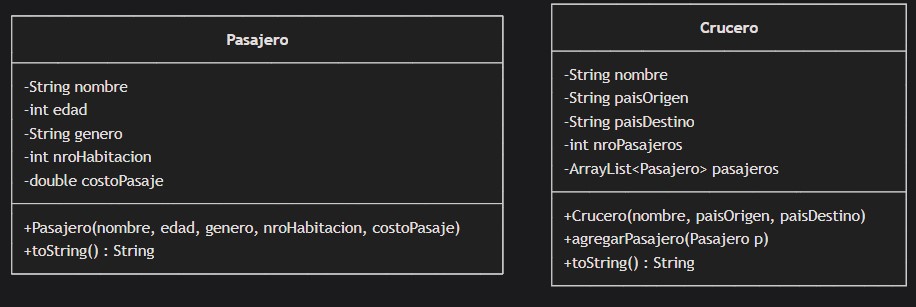 Pasajero
-String nombre
-int edad
-String genero
-int nroHabitacion
-double costoPasaje
+Pasajero(nombre, edad, genero, nroHabitacion, costoPasaje)
+toString() : String
Crucero
-String nombre
-String paisOrigen
-String paisDestino
-int nroPasajeros
-ArrayList<Pasajero> pasajeros
+Crucero(nombre, paisOrigen, paisDestino)
+agregarPasajero(Pasajero p)
+toString() : String